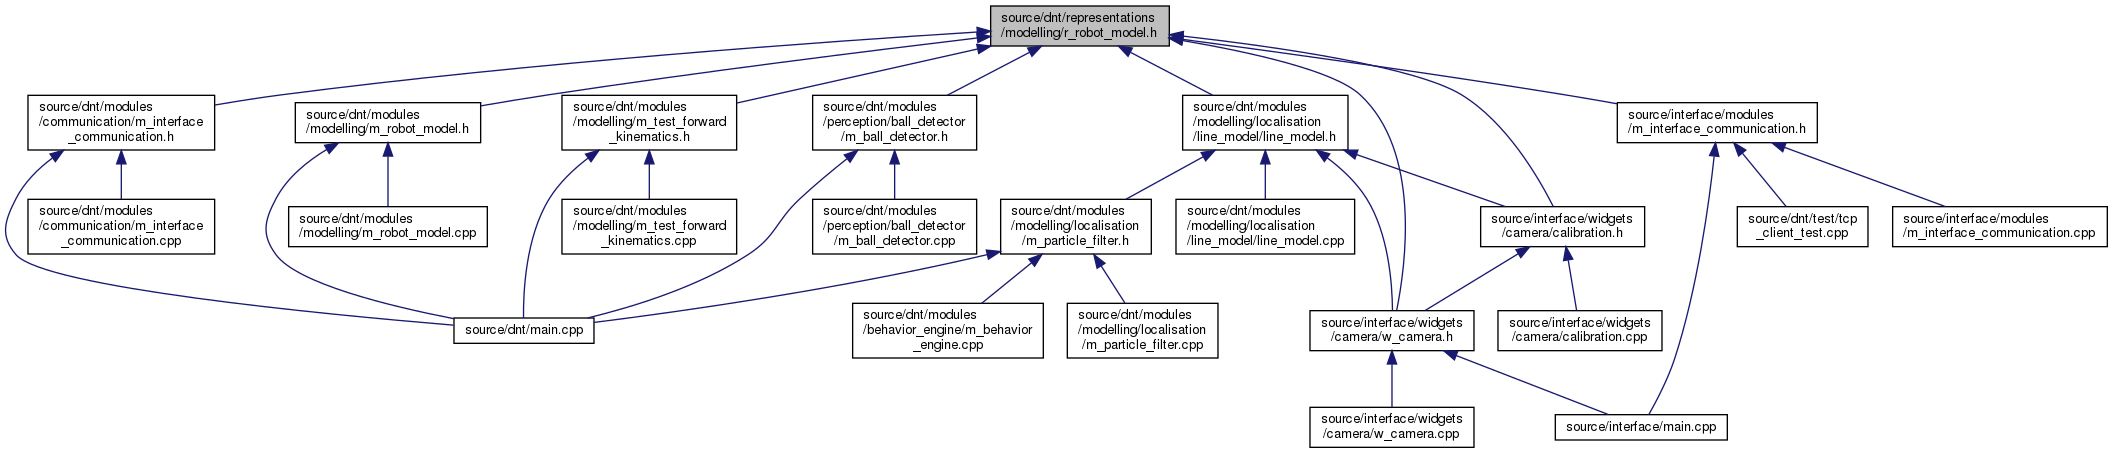 source/dnt/representations
/modelling/r_robot_model.h
source/dnt/modules
/communication/m_interface
_communication.h
source/dnt/modules
/modelling/m_robot_model.h
source/dnt/modules
/modelling/m_test_forward
_kinematics.h
source/dnt/modules
/perception/ball_detector
/m_ball_detector.h
source/dnt/modules
/modelling/localisation
/line_model/line_model.h
source/interface/modules
/m_interface_communication.h
source/dnt/modules
/communication/m_interface
_communication.cpp
source/dnt/modules
/modelling/m_robot_model.cpp
source/dnt/modules
/modelling/m_test_forward
_kinematics.cpp
source/dnt/modules
/perception/ball_detector
/m_ball_detector.cpp
source/dnt/modules
/modelling/localisation
/m_particle_filter.h
source/dnt/modules
/modelling/localisation
/line_model/line_model.cpp
source/interface/widgets
/camera/calibration.h
source/dnt/test/tcp
_client_test.cpp
source/interface/modules
/m_interface_communication.cpp
source/dnt/main.cpp
source/dnt/modules
/behavior_engine/m_behavior
_engine.cpp
source/dnt/modules
/modelling/localisation
/m_particle_filter.cpp
source/interface/widgets
/camera/w_camera.h
source/interface/widgets
/camera/calibration.cpp
source/interface/widgets
/camera/w_camera.cpp
source/interface/main.cpp